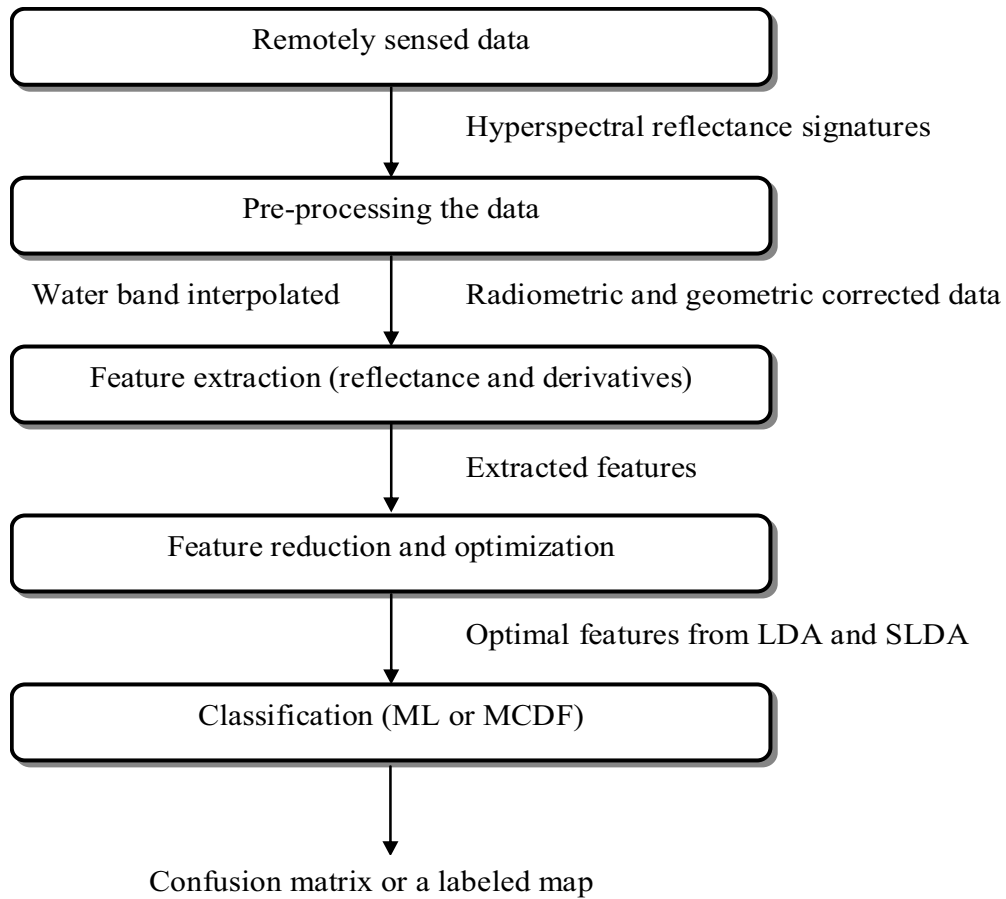 Remotely sensed data
Hyperspectral reflectance signatures
Pre-processing the data
Water band interpolated
Radiometric and geometric corrected data
Feature extraction (reflectance and derivatives)
Extracted features
Feature reduction and optimization
Optimal features from LDA and SLDA
Classification (ML or MCDF)
Confusion matrix or a labeled map